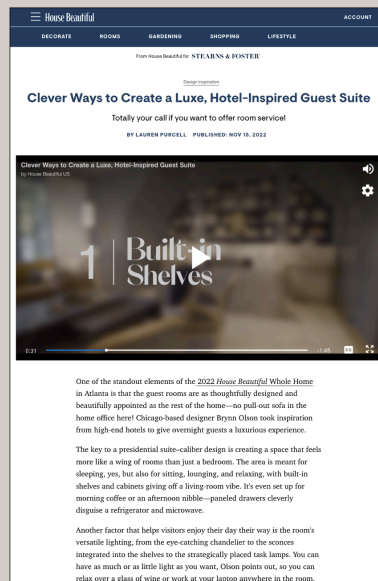 House Beautiful
ACCOUNT
DECORATE ROOMS GARDENING SHOPPING LIFESTYLE
From House Beautiful for STEARNS & FOSTER
Design Inspiration
Clever Ways to Create a Luxe, Hotel-Inspired Guest Suite
Totally your call if you want to offer room service!
BY LAUREN PURCELL PUBLISHED: NOV 15, 2022
Clever Ways to Create a Luxe, Hotel-Inspired Guest Suite
by House Beautiful US
1 Built-in
Shelves
0:31 -1:45 CC
One of the standout elements of the 2022 House Beautiful Whole Home
in Atlanta is that the guest rooms are as thoughtfully designed and
beautifully appointed as the rest of the home—no pull-out sofa in the
home office here! Chicago-based designer Brynn Olson took inspiration
from high-end hotels to give overnight guests a luxurious experience.
The key to a presidential suite–caliber design is creating a space that feels
more like a wing of rooms than just a bedroom. The area is meant for
sleeping, yes, but also for sitting, lounging, and relaxing, with built-in
shelves and cabinets giving off a living-room vibe. It's even set up for
morning coffee or an afternoon nibble—paneled drawers cleverly
disguise a refrigerator and microwave.
Another factor that helps visitors enjoy their day their way is the room's
versatile lighting, from the eye-catching chandelier to the sconces
integrated into the shelves to the strategically placed task lamps. You can
have as much or as little light as you want, Olson points out, so you can
relax over a glass of wine or work at your laptop anywhere in the room.